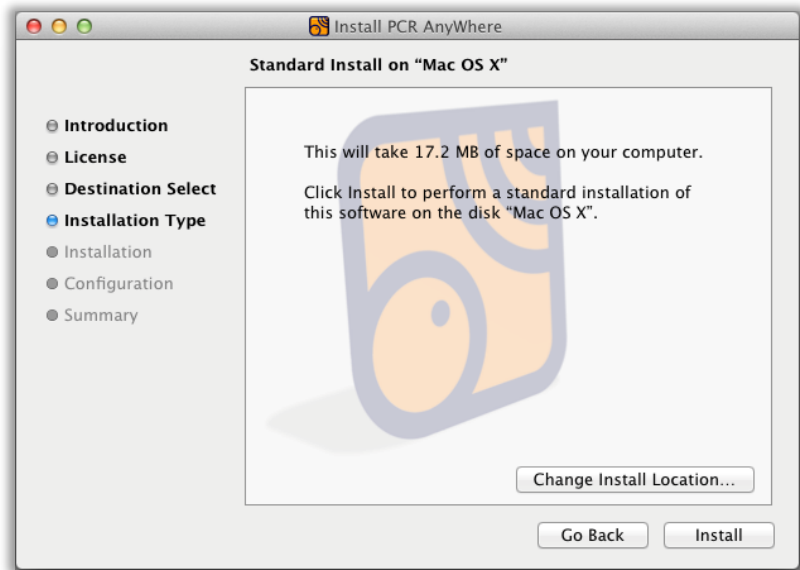 Install PCR AnyWhere
Standard Install on “Mac OS X”
Introduction
License
Destination Select
Installation Type
Installation
Configuration
Summary
This will take 17.2 MB of space on your computer.
Click Install to perform a standard installation of
this software on the disk “Mac OS X”.
Change Install Location...
Go Back
Install